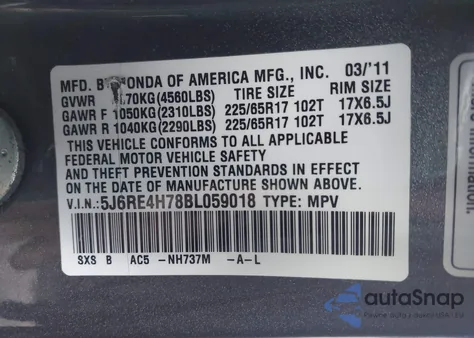 MFD. B HONDA OF AMERICA MFG., INC. 03/'11
GVWR 70KG(4560LBS) TIRE SIZE RIM SIZE
GAWR F 1050KG(2310LBS) 225/65R17 102T 17X6.5J
GAWR R 1040KG(2290LBS) 225/65R17 102T 17X6.5J
THIS VEHICLE CONFORMS TO ALL APPLICABLE
FEDERAL MOTOR VEHICLE SAFETY
AND THEFT PREVENTION STANDARDS IN EFFECT
ON THE DATE OF MANUFACTURE SHOWN ABOVE.
V.I.N.:5J6RE4H78BL059018 TYPE: MPV
SXS B AC5 -NH737M -A-L
autoSnap